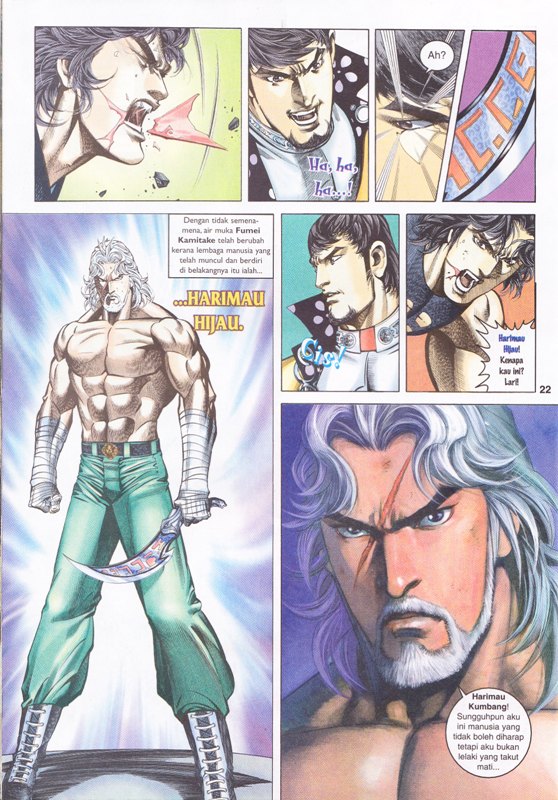 Ah?
Ha, ha,
ha...!
Dengan tidak semena-
mena, air muka Fumei
Kamitake telah berubah
kerana lembaga manusia yang
telah muncul dan berdiri
di belakangnya itu ialah...
...HARIMAU
HIJAU.
Harimau
Hijau!
Kenapa
kau ini?
Lari!
22
Harimau
Kumbang!
Sungguhpun aku
ini manusia yang
tidak boleh diharap
tetapi aku bukan
lelaki yang takut
mati...